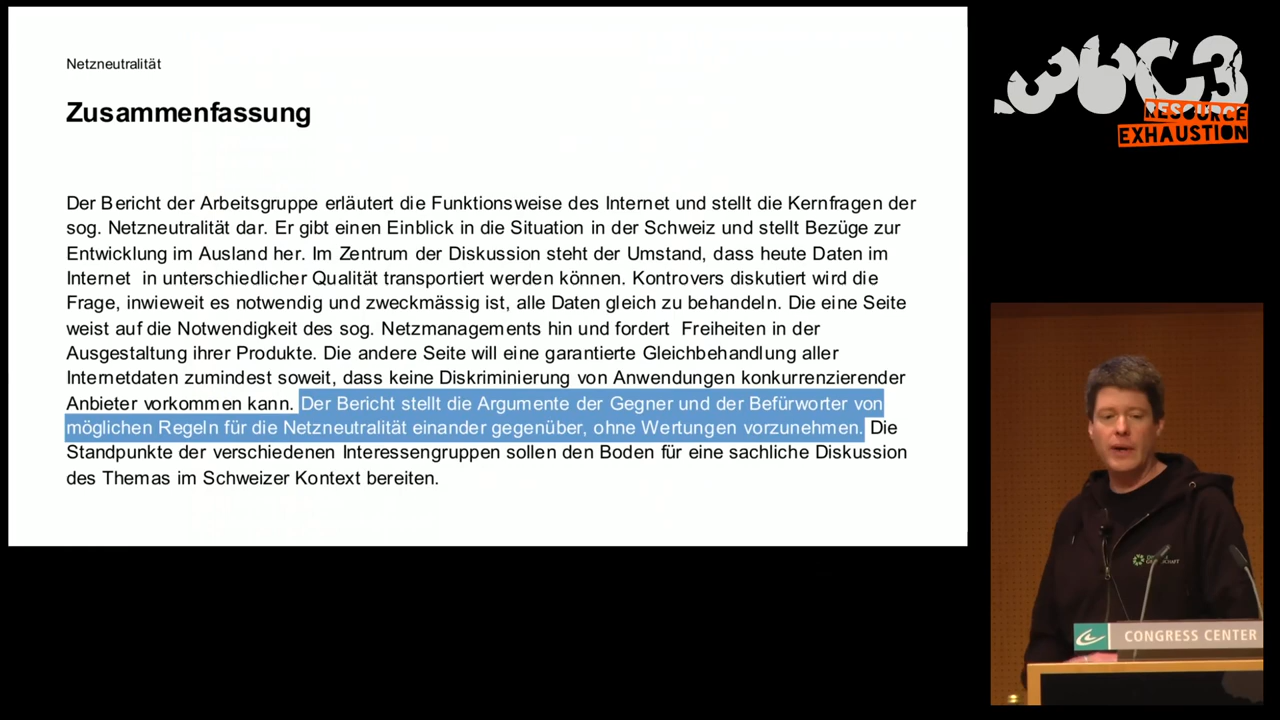 Netzneutralität
Zusammenfassung
Der Bericht der Arbeitsgruppe erläutert die Funktionsweise des Internet und stellt die Kernfragen der
sog. Netzneutralität dar. Er gibt einen Einblick in die Situation in der Schweiz und stellt Bezüge zur
Entwicklung im Ausland her. Im Zentrum der Diskussion steht der Umstand, dass heute Daten im
Internet  in unterschiedlicher Qualität transportiert werden können. Kontrovers diskutiert wird die
Frage, inwieweit es notwendig und zweckmässig ist, alle Daten gleich zu behandeln. Die eine Seite
weist auf die Notwendigkeit des sog. Netzmanagements hin und fordert  Freiheiten in der
Ausgestaltung ihrer Produkte. Die andere Seite will eine garantierte Gleichbehandlung aller
Internetdaten zumindest soweit, dass keine Diskriminierung von Anwendungen konkurrenzierender
Anbieter vorkommen kann. Der Bericht stellt die Argumente der Gegner und der Befürworter von
möglichen Regeln für die Netzneutralität einander gegenüber, ohne Wertungen vorzunehmen. Die
Standpunkte der verschiedenen Interessengruppen sollen den Boden für eine sachliche Diskussion
des Themas im Schweizer Kontext bereiten.
36C3
RESOURCE
EXHAUSTION
CONGRESS CENTER